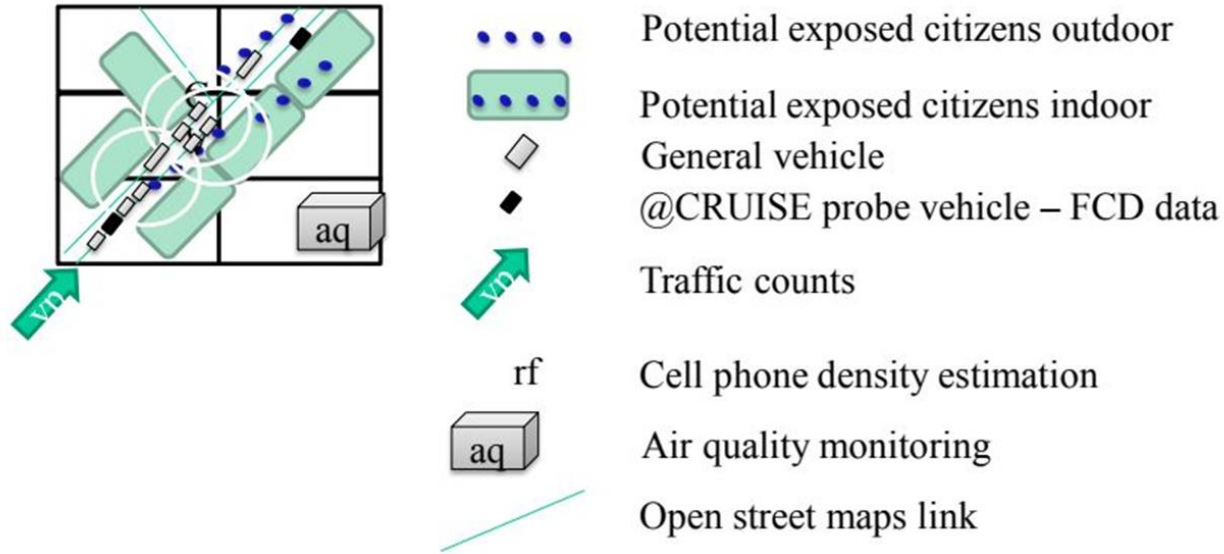 Potential exposed citizens outdoor
Potential exposed citizens indoor
General vehicle
@CRUISE probe vehicle – FCD data
aq
vp
vp
Traffic counts
rf Cell phone density estimation
aq Air quality monitoring
Open street maps link